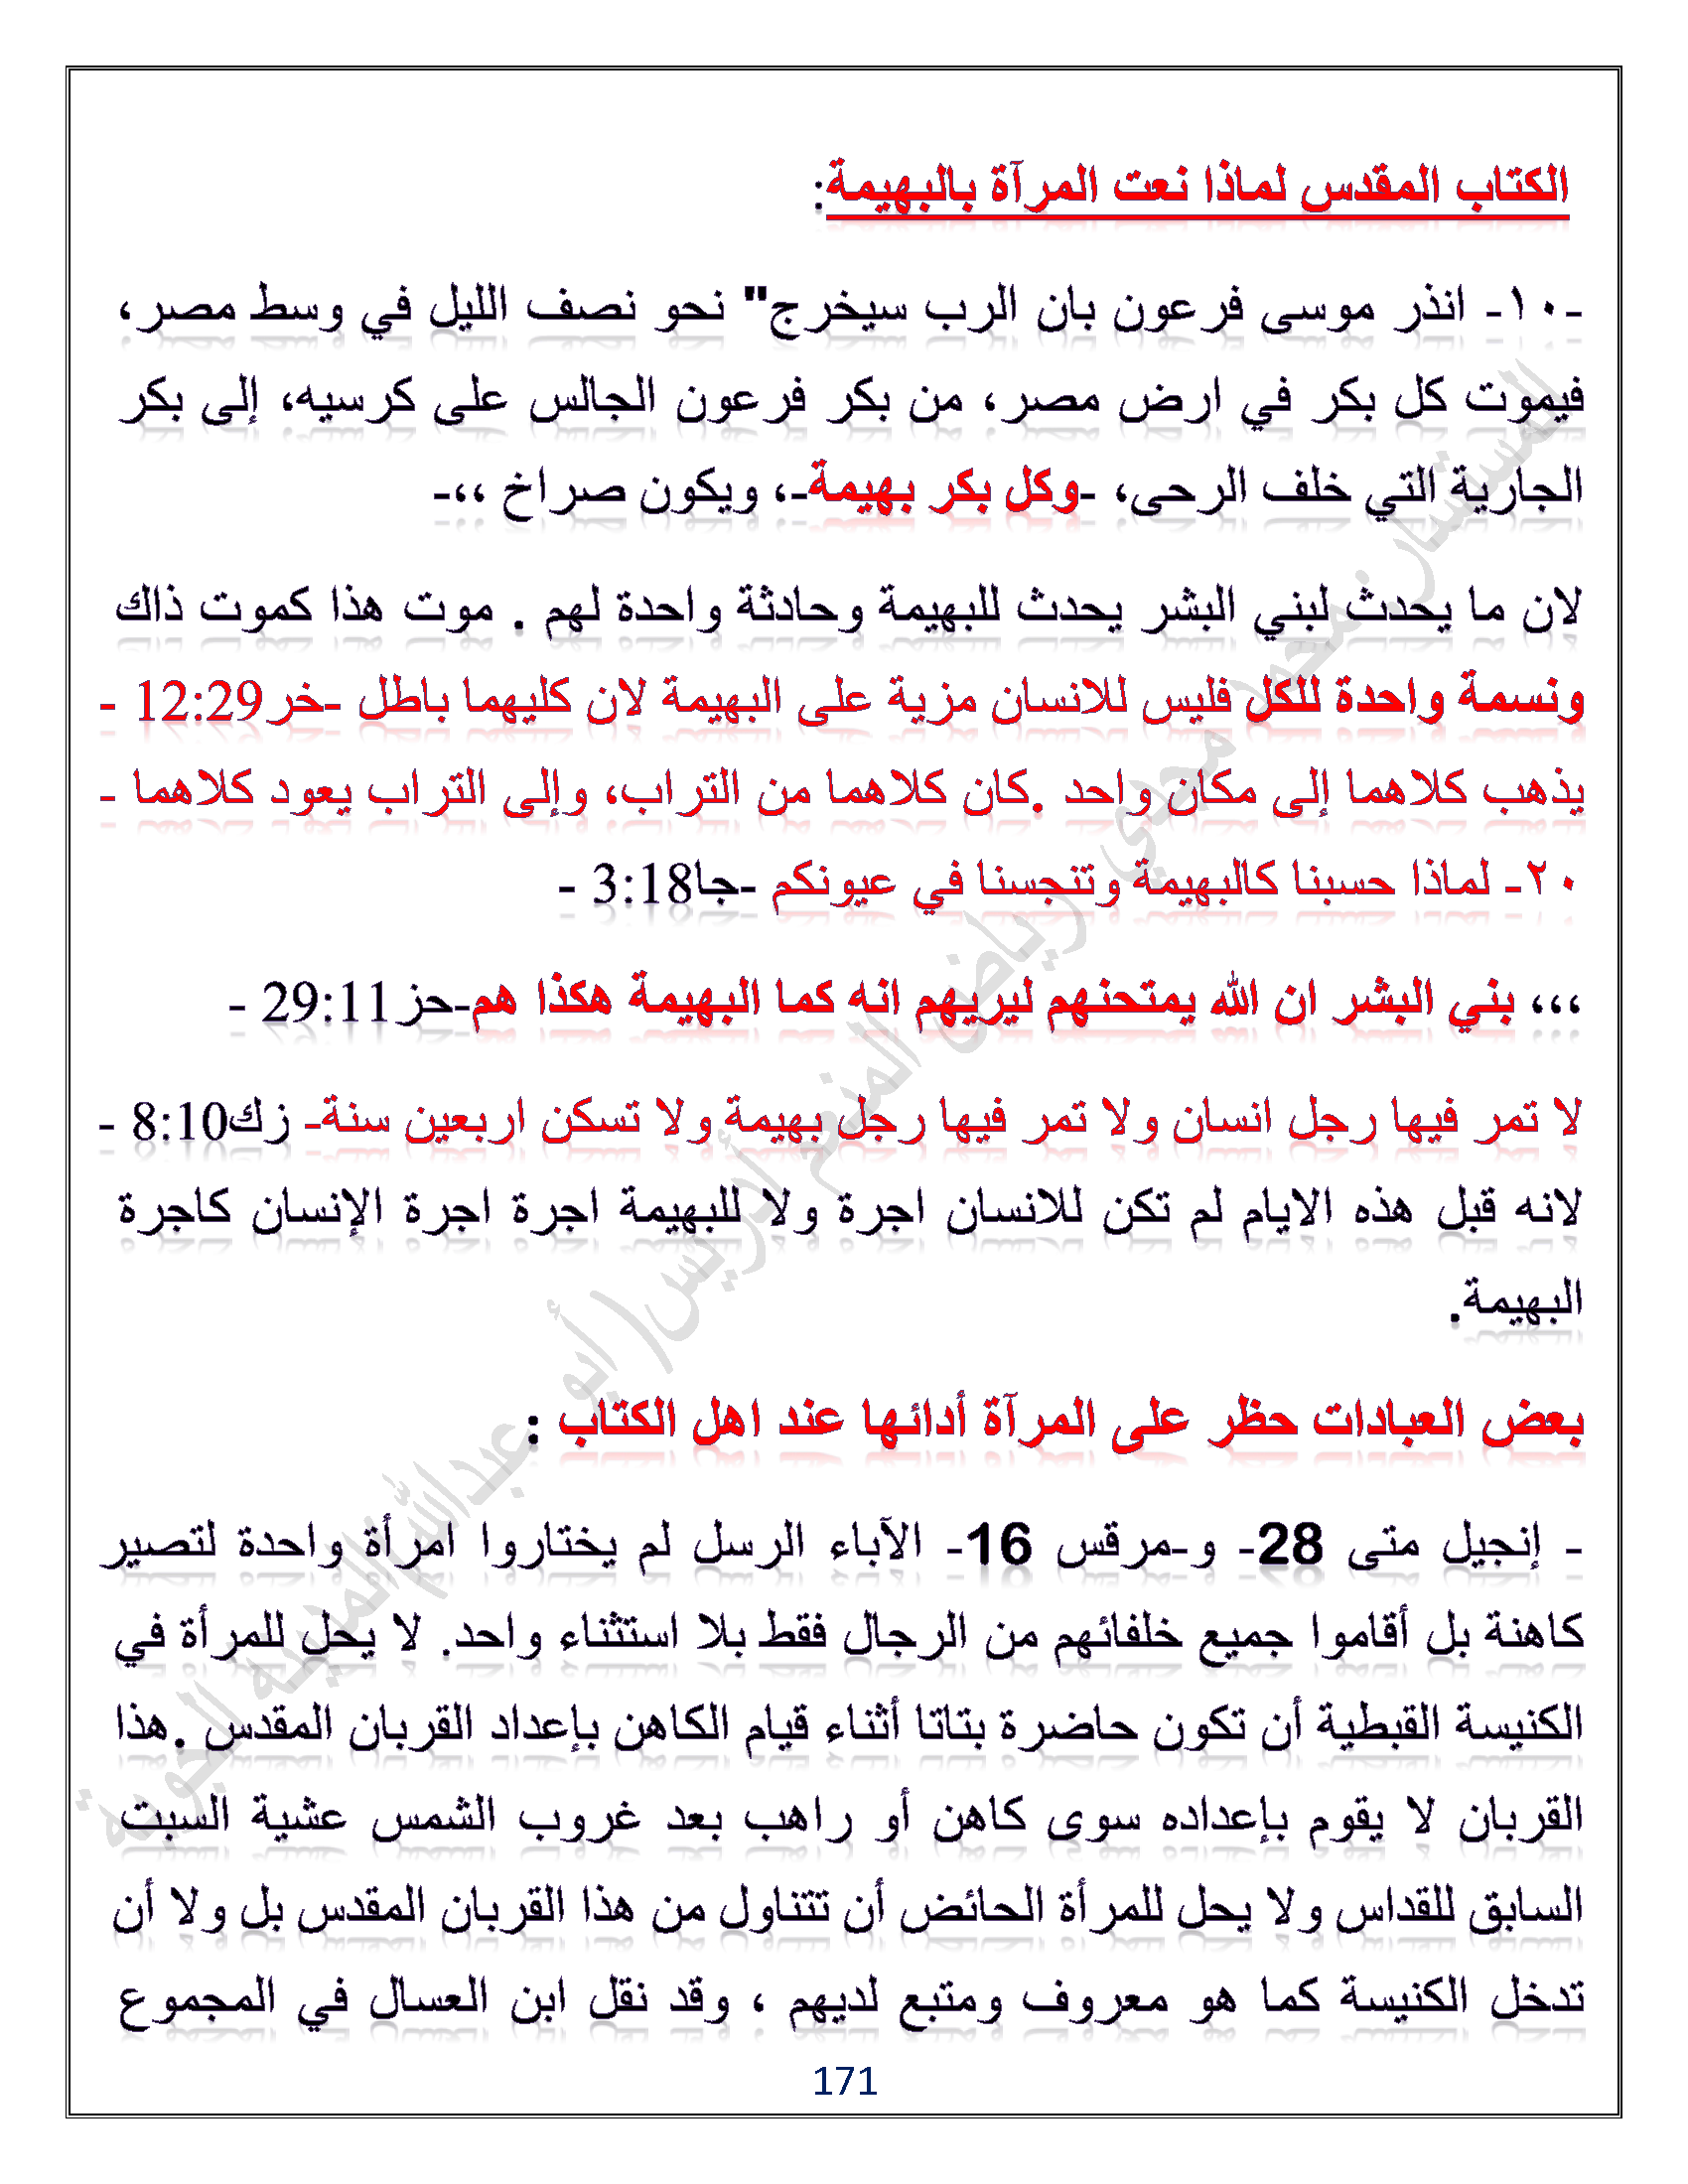 الكتاب المقدس لماذا نعت المرآة بالبهيمة:
-١٠- انذر موسى فرعون بان الرب سيخرج" نحو نصف الليل في وسط مصر،
فيموت كل بكر في ارض مصر، من بكر فرعون الجالس على كرسيه، إلى بكر
الجارية التي خلف الرحى، -وكل بكر بهيمة-، ويكون صراخ ،،-
لان ما يحدث لبني البشر يحدث للبهيمة وحادثة واحدة لهم . موت هذا كموت ذاك
ونسمة واحدة للكل فليس للانسان مزية على البهيمة لان كليهما باطل -خر12:29 -
يذهب كلاهما إلى مكان واحد .كان كلاهما من التراب، وإلى التراب يعود كلاهما -
٢٠- لماذا حسبنا كالبهيمة وتنجسنا في عيونكم -جا3:18 -
،،، بني البشر ان الله يمتحنهم ليريهم انه كما البهيمة هكذا هم-حز29:11 -
لا تمر فيها رجل انسان ولا تمر فيها رجل بهيمة ولا تسكن اربعين سنة- زك8:10 -
لانه قبل هذه الايام لم تكن للانسان اجرة ولا للبهيمة اجرة اجرة الإنسان كاجرة
البهيمة.
بعض العبادات حظر على المرآة أدائها عند اهل الكتاب :
- إنجيل متى 28- و-مرقس 16- الآباء الرسل لم يختاروا امرأة واحدة لتصير
كاهنة بل أقاموا جميع خلفائهم من الرجال فقط بلا استثناء واحد. لا يحل للمرأة في
الكنيسة القبطية أن تكون حاضرة بتاتا أثناء قيام الكاهن بإعداد القربان المقدس .هذا
القربان لا يقوم بإعداده سوى كاهن أو راهب بعد غروب الشمس عشية السبت
السابق للقداس ولا يحل للمرأة الحائض أن تتناول من هذا القربان المقدس بل ولا أن
تدخل الكنيسة كما هو معروف ومتبع لديهم ، وقد نقل ابن العسال في المجموع
171